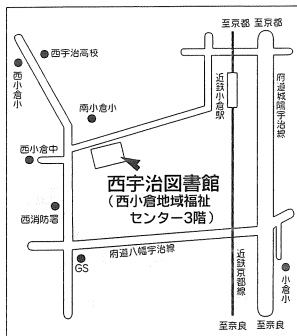 至京都
至京都
西宇治高校
西小倉小
南小倉小
近鉄小倉駅
府道城陽宇治線
西小倉中
西宇治図書館
(西小倉地域福祉
センター3階)
西消防署
府道八幡宇治線
GS
近鉄京都線
小倉小
至奈良
至奈良